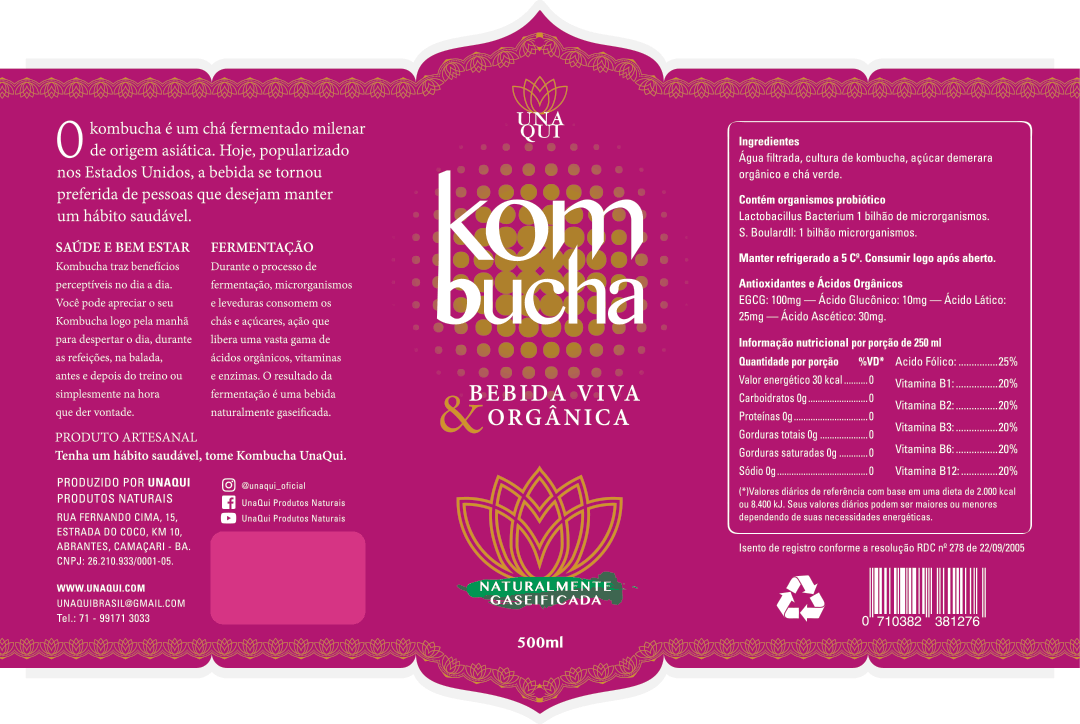 O kombucha é um chá fermentado milenar
de origem asiática. Hoje, popularizado
nos Estados Unidos, a bebida se tornou
preferida de pessoas que desejam manter
um hábito saudável.
SAÚDE E BEM ESTAR
Kombucha traz benefícios
perceptíveis no dia a dia.
Você pode apreciar o seu
Kombucha logo pela manhã
para despertar o dia, durante
as refeições, na balada,
antes e depois do treino ou
simplesmente na hora
que der vontade.
FERMENTAÇÃO
Durante o processo de
fermentação, microrganismos
e leveduras consomem os
chás e açúcares, ação que
libera uma vasta gama de
ácidos orgânicos, vitaminas
e enzimas. O resultado da
fermentação é uma bebida
naturalmente gaseificada.
PRODUTO ARTESANAL
Tenha um hábito saudável, tome Kombucha UnaQui.
PRODUZIDO POR UNAQUI
PRODUTOS NATURAIS
RUA FERNANDO CIMA, 15,
ESTRADA DO COCO, KM 10,
ABRANTES, CAMAÇARI - BA.
CNPJ: 26.210.933/0001-05.
WWW.UNAQUI.COM
UNAQUIBRASIL@GMAIL.COM
Tel.: 71 - 99171 3033
@unaqui_oficial
UnaQui Produtos Naturais
UnaQui Produtos Naturais
UNA
QUI
kom
bucha
BEBIDA VIVA
& ORGÂNICA
NATURALMENTE
GASEIFICADA
500ml
Ingredientes
Água filtrada, cultura de kombucha, açúcar demerara
orgânico e chá verde.
Contém organismos probiótico
Lactobacillus Bacterium 1 bilhão de microrganismos.
S. Boulardll: 1 bilhão microrganismos.
Manter refrigerado a 5 Cº. Consumir logo após aberto.
Antioxidantes e Ácidos Orgânicos
EGCG: 100mg — Ácido Glucônico: 10mg — Ácido Lático:
25mg — Ácido Ascético: 30mg.
Informação nutricional por porção de 250 ml
Quantidade por porção %VD*
Valor energético 30 kcal ..........0
Carboidratos 0g.........................0
Proteínas 0g...............................0
Gorduras totais 0g ....................0
Gorduras saturadas 0g ............0
Sódio 0g......................................0
Acido Fólico: ...............25%
Vitamina B1:................20%
Vitamina B2:................20%
Vitamina B3:................20%
Vitamina B6:................20%
Vitamina B12:..............20%
(*)Valores diários de referência com base em uma dieta de 2.000 kcal
ou 8.400 kJ. Seus valores diários podem ser maiores ou menores
dependendo de suas necessidades energéticas.
Isento de registro conforme a resolução RDC nº 278 de 22/09/2005
0 710382 381276